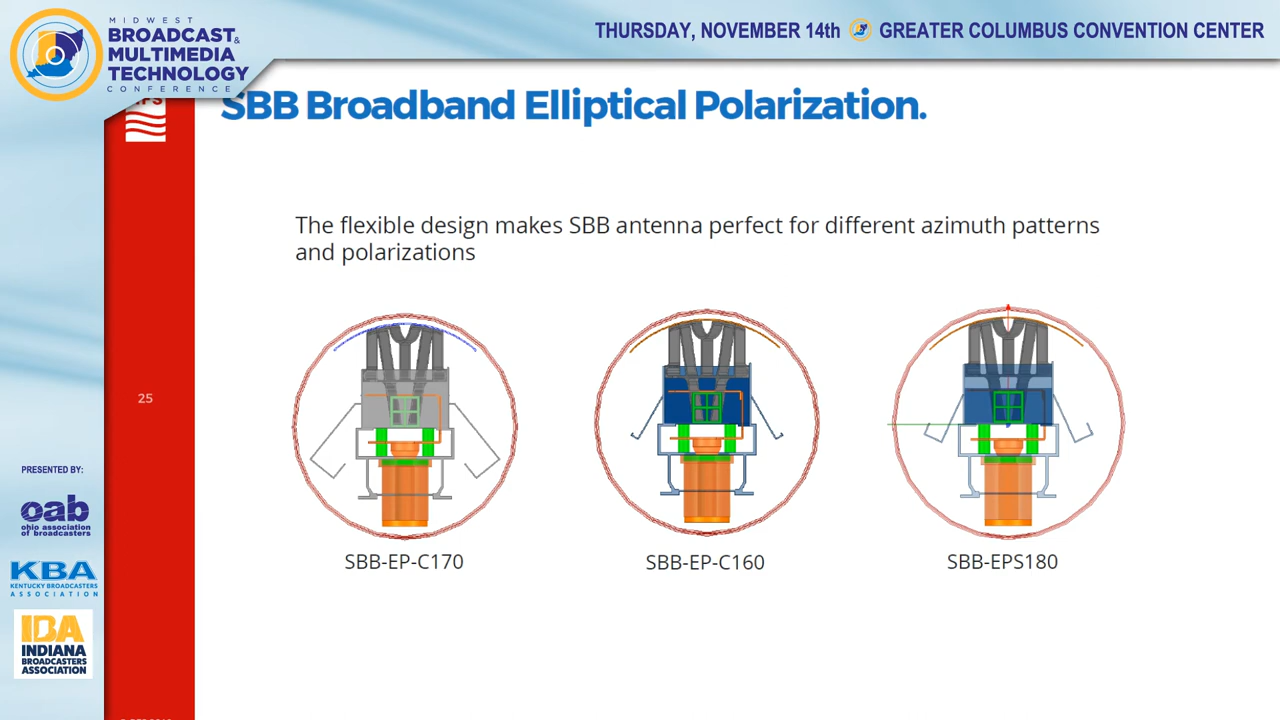 MIDWEST
BROADCAST&
MULTIMEDIA
TECHNOLOGY
CONFERENCE
THURSDAY, NOVEMBER 14th GREATER COLUMBUS CONVENTION CENTER
SBB Broadband Elliptical Polarization.
The flexible design makes SBB antenna perfect for different azimuth patterns
and polarizations
25
SBB-EP-C170
SBB-EP-C160
SBB-EPS180
PRESENTED BY:
oab
ohio association
of broadcasters
KBA
KENTUCKY BROADCASTERS
ASSOCIATION
IBA
INDIANA
BROADCASTERS
ASSOCIATION